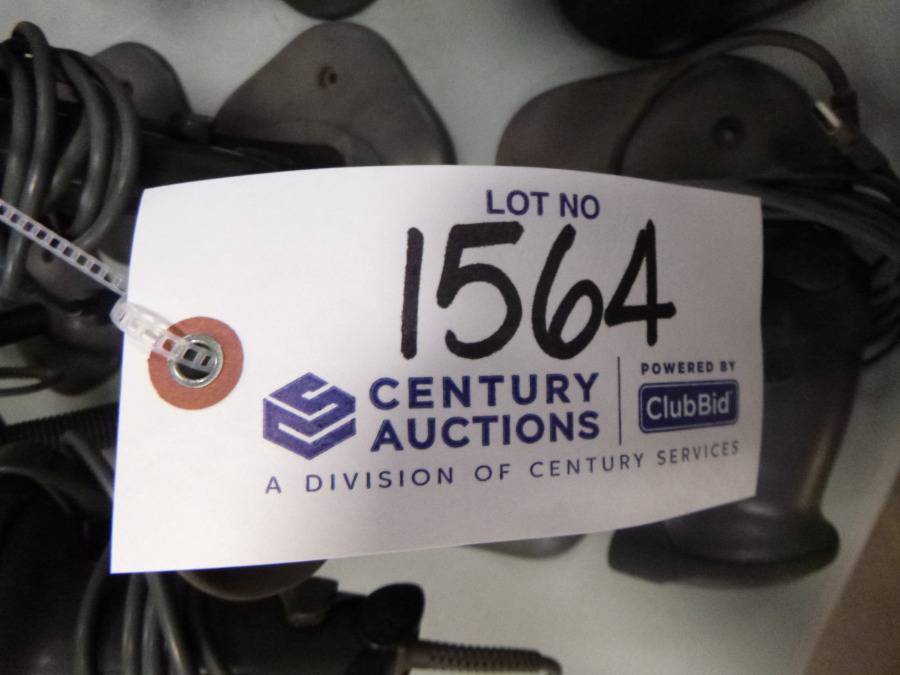 LOT NO
1564
CENTURY
AUCTIONS
POWERED BY
ClubBid
A DIVISION OF CENTURY SERVICES